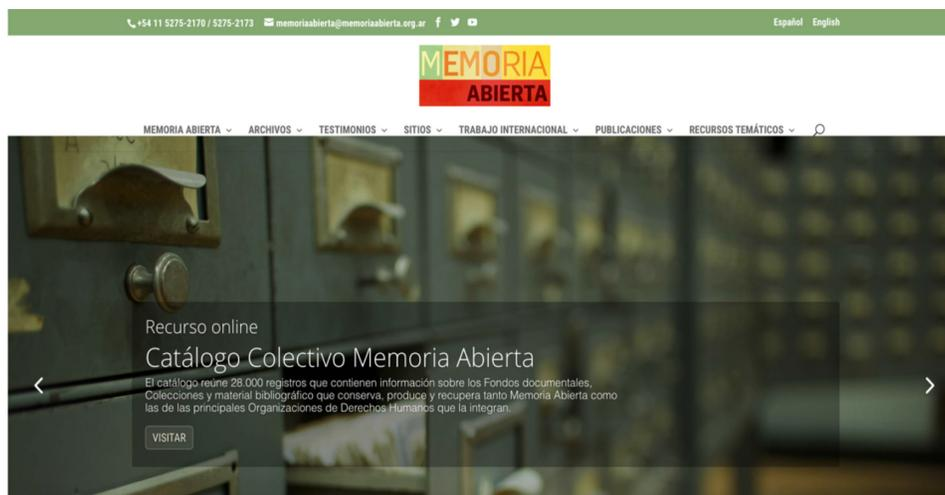 +54 11 5275-2170 / 5275-2173 memoriaabierta@memoriaabierta.org.ar
Español English
MEMORIA
ABIERTA
MEMORIA ABIERTA ARCHIVOS TESTIMONIOS SITIOS TRABAJO INTERNACIONAL PUBLICACIONES RECURSOS TEMÁTICOS
Recurso online
Catálogo Colectivo Memoria Abierta
El catálogo reúne 28.000 registros que contienen información sobre los Fondos documentales,
Colecciones y material bibliográfico que conserva, produce y recupera tanto Memoria Abierta como
las de las principales Organizaciones de Derechos Humanos que la integran.
VISITAR